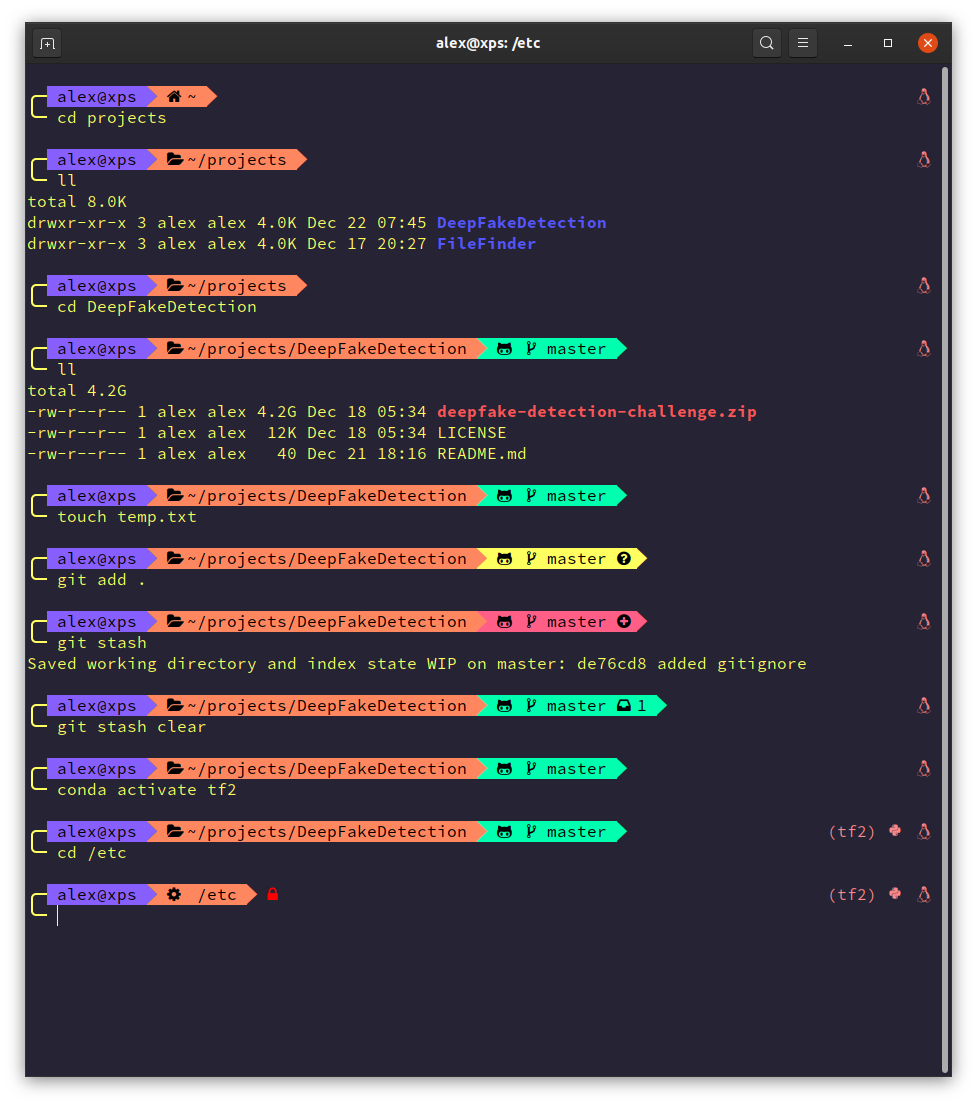 alex@xps: /etc
alex@xps ~
cd projects
alex@xps ~/projects
ll
total 8.0K
drwxr-xr-x 3 alex alex 4.0K Dec 22 07:45 DeepFakeDetection
drwxr-xr-x 3 alex alex 4.0K Dec 17 20:27 FileFinder
alex@xps ~/projects
cd DeepFakeDetection
alex@xps ~/projects/DeepFakeDetection master
ll
total 4.2G
-rw-r--r-- 1 alex alex 4.2G Dec 18 05:34 deepfake-detection-challenge.zip
-rw-r--r-- 1 alex alex  12K Dec 18 05:34 LICENSE
-rw-r--r-- 1 alex alex   40 Dec 21 18:16 README.md
alex@xps ~/projects/DeepFakeDetection master
touch temp.txt
alex@xps ~/projects/DeepFakeDetection master ?
git add .
alex@xps ~/projects/DeepFakeDetection master +
git stash
Saved working directory and index state WIP on master: de76cd8 added gitignore
alex@xps ~/projects/DeepFakeDetection master 1
git stash clear
alex@xps ~/projects/DeepFakeDetection master
conda activate tf2
alex@xps ~/projects/DeepFakeDetection master (tf2)
cd /etc
alex@xps /etc (tf2)